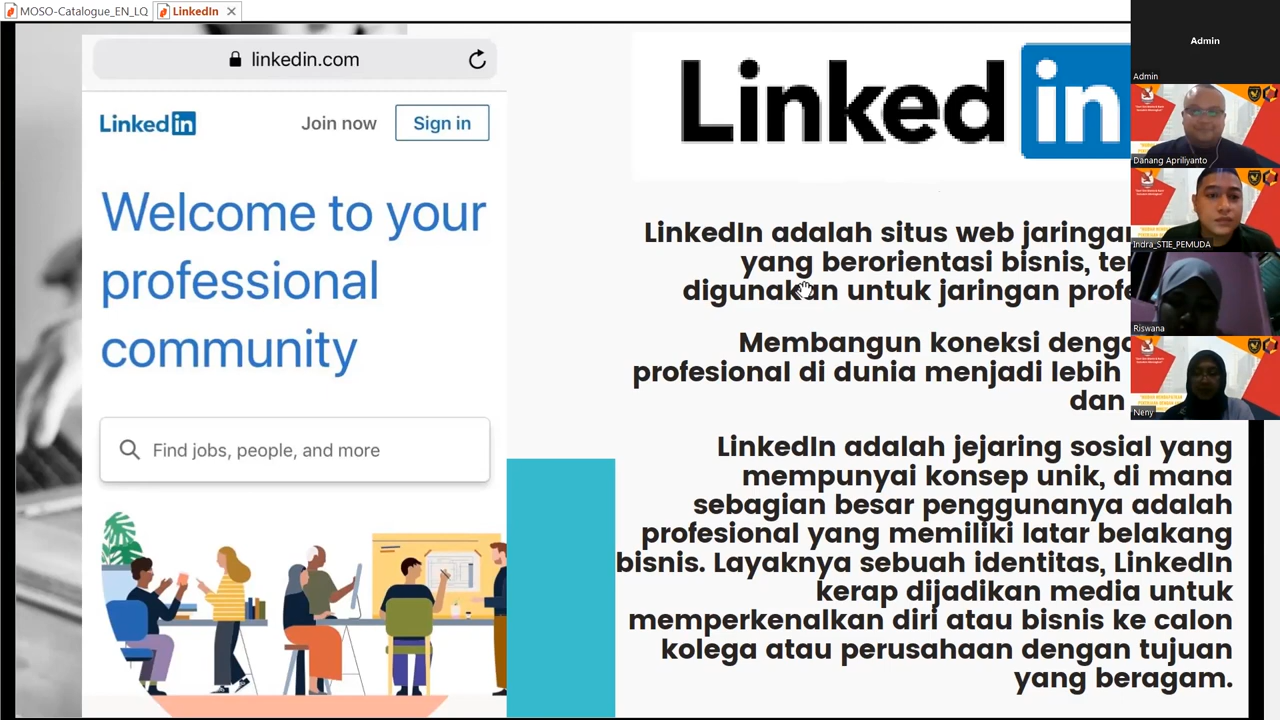 MOSO-Catalogue_EN_LQ
LinkedIn
linkedin.com
LinkedIn
Join now
Sign in
Welcome to your
professional
community
Find jobs, people, and more
Linkedin
LinkedIn adalah situs web jaringan
yang berorientasi bisnis,
digunakan untuk jaringan
Membangun koneksi
profesional di dunia menjadi lebih
dan
LinkedIn adalah jejaring sosial yang
mempunyai konsep unik, di mana
sebagian besar penggunanya adalah
profesional yang memiliki latar belakang
bisnis. Layaknya sebuah identitas, LinkedIn
kerap dijadikan media untuk
memperkenalkan diri atau bisnis ke calon
kolega atau perusahaan dengan tujuan
yang beragam.
Admin
Admin
Danang Apriliyanto
Indra_STIE_PEMUDA
Riswana
Neny